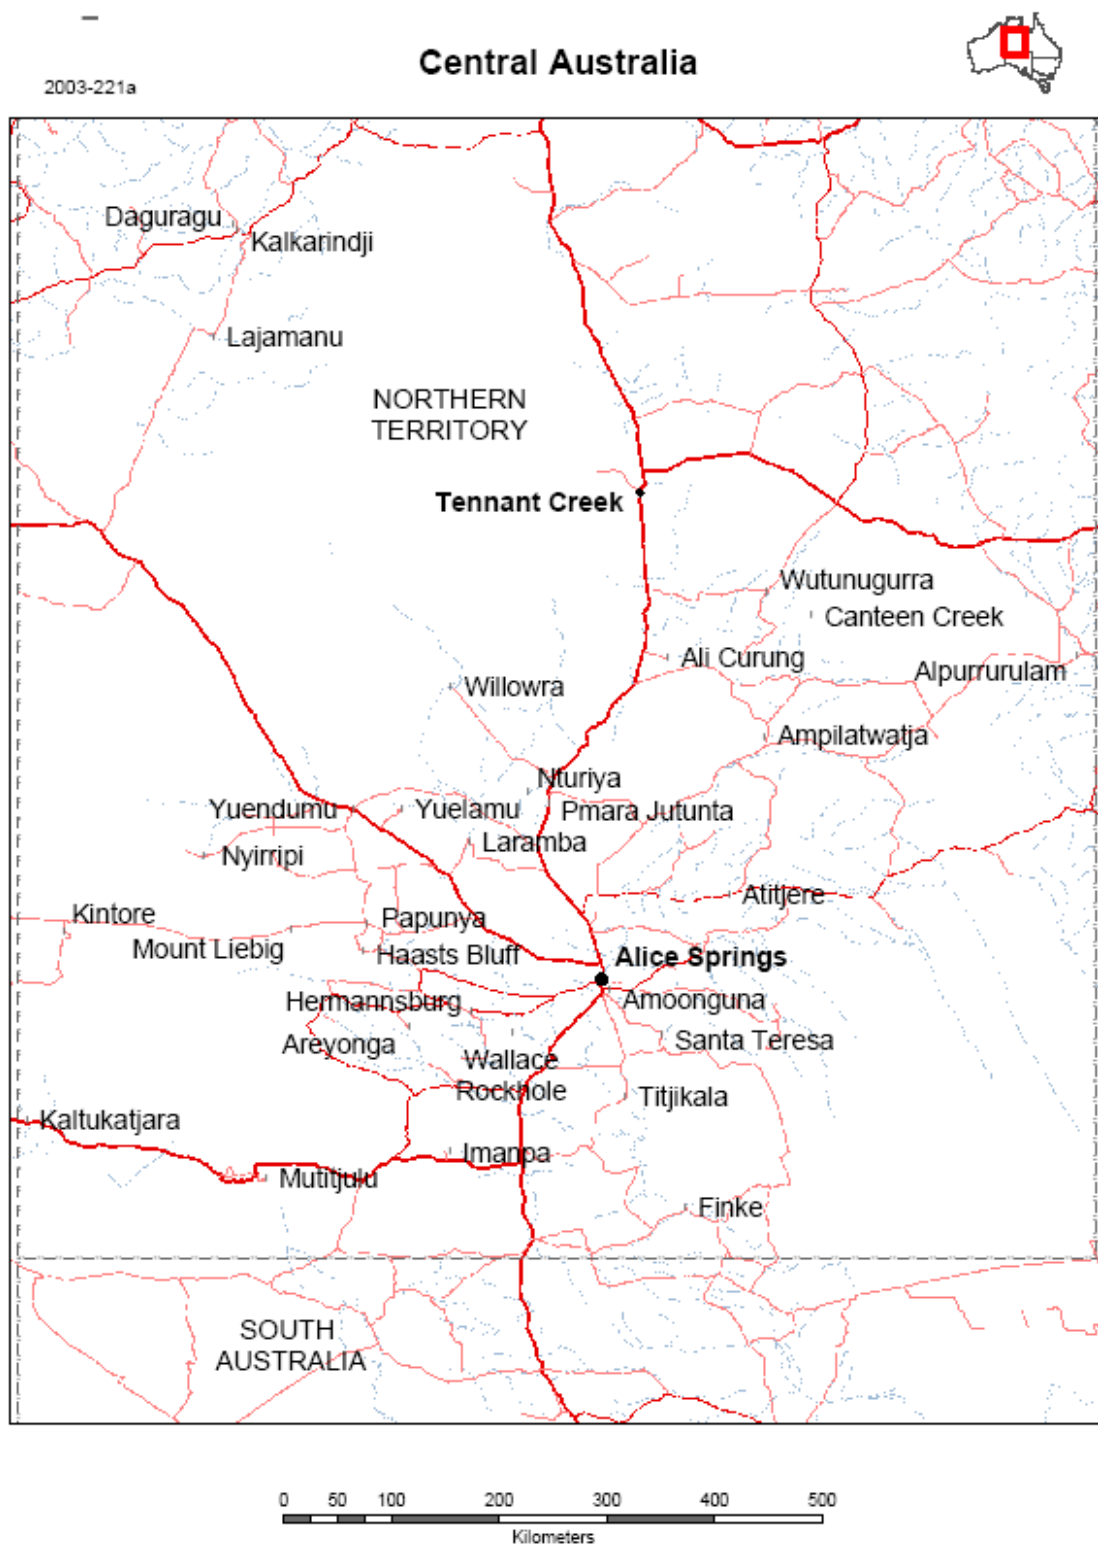 Central Australia
2003-221a
Daguragu
Kalkarindji
Lajamanu
NORTHERN
TERRITORY
Tennant Creek
Wutunugurra
Canteen Creek
Ali Curung
Alpurrurulam
Willowra
Ampilatwatja
Nturiya
Yuendumu
Yuelamu
Pmara Jutunta
Laramba
Nyirripi
Atitjere
Kintore
Papunya
Mount Liebig
Haasts Bluff
Alice Springs
Hermannsburg
Amoonguna
Areyonga
Santa Teresa
Wallace
Rockhole
Titjikala
Kaltukatjara
Imanpa
Mutitjulu
Finke
SOUTH
AUSTRALIA
0 50 100 200 300 400 500
Kilometers